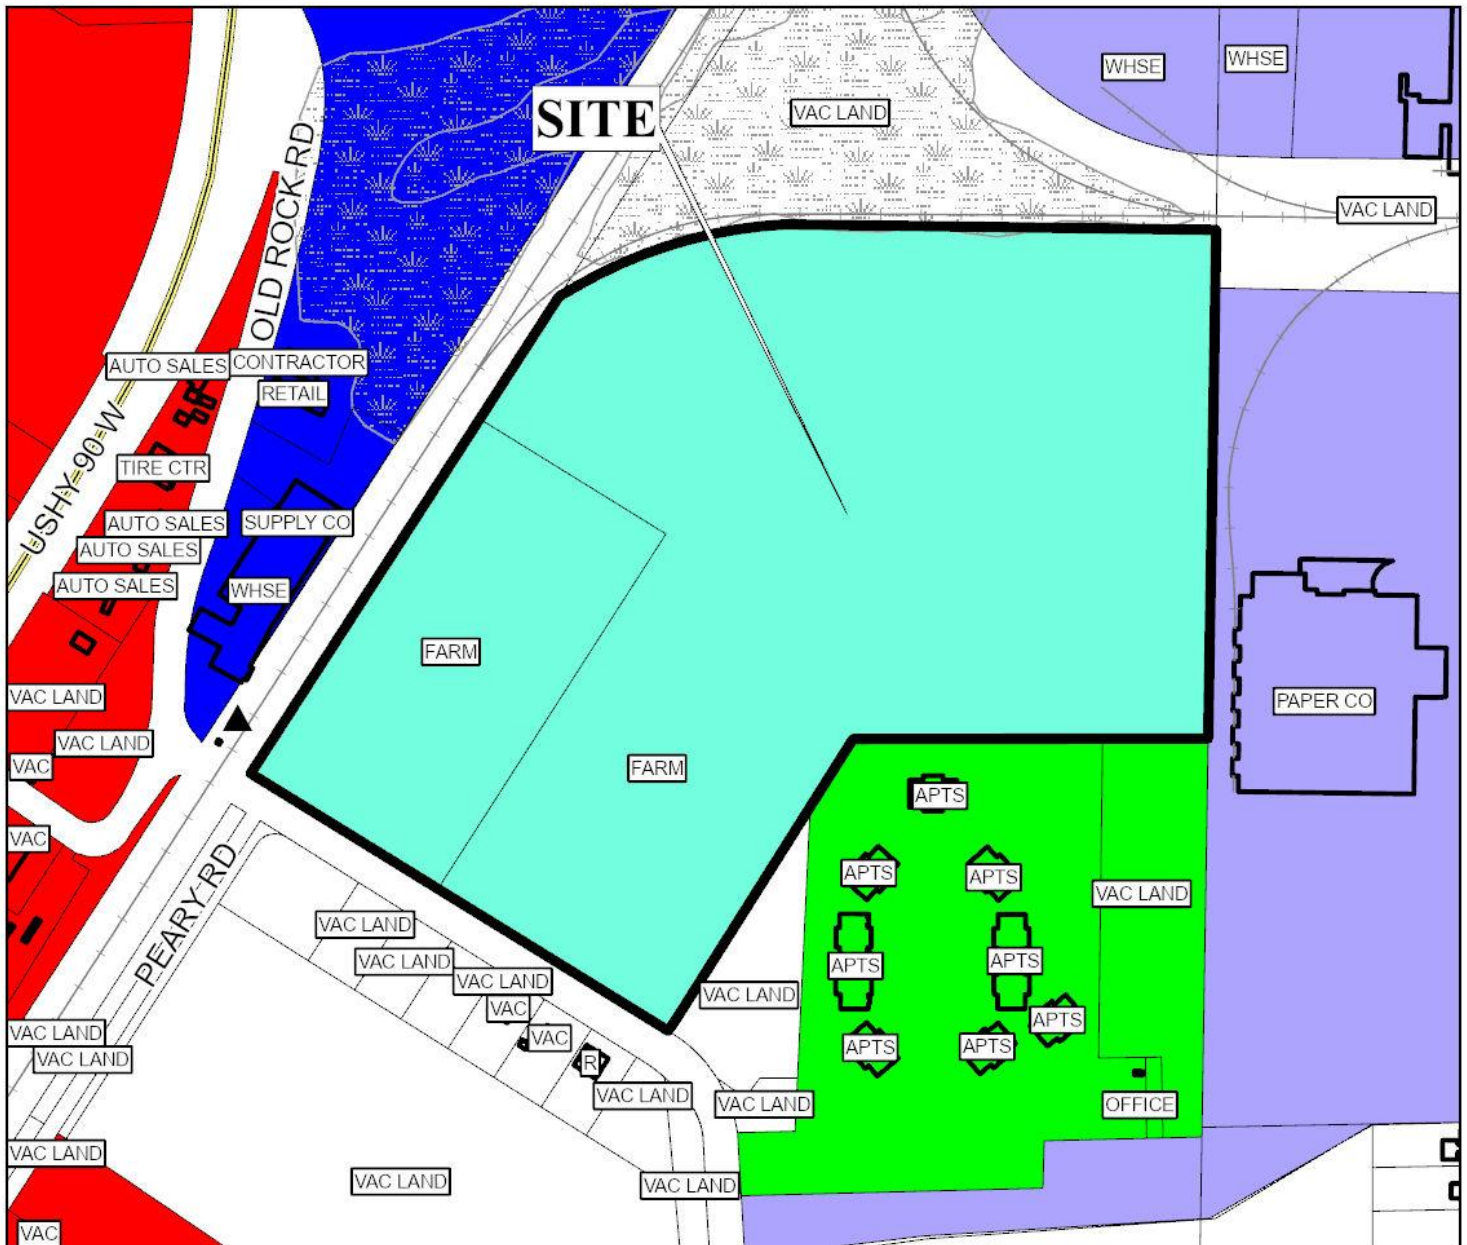 WHSE
WHSE
SITE
VAC LAND
VAC LAND
OLD ROCK RD
AUTO SALES
CONTRACTOR
RETAIL
USHY 90 W
TIRE CTR
AUTO SALES
SUPPLY CO
AUTO SALES
AUTO SALES
WHSE
FARM
VAC LAND
PAPER CO
VAC LAND
VAC
FARM
APTS
VAC
PEARY RD
APTS
APTS
VAC LAND
VAC LAND
VAC LAND
VAC LAND
APTS
APTS
VAC LAND
VAC
APTS
VAC LAND
VAC
VAC LAND
R
APTS
APTS
VAC LAND
VAC LAND
OFFICE
VAC LAND
VAC LAND
VAC LAND
VAC